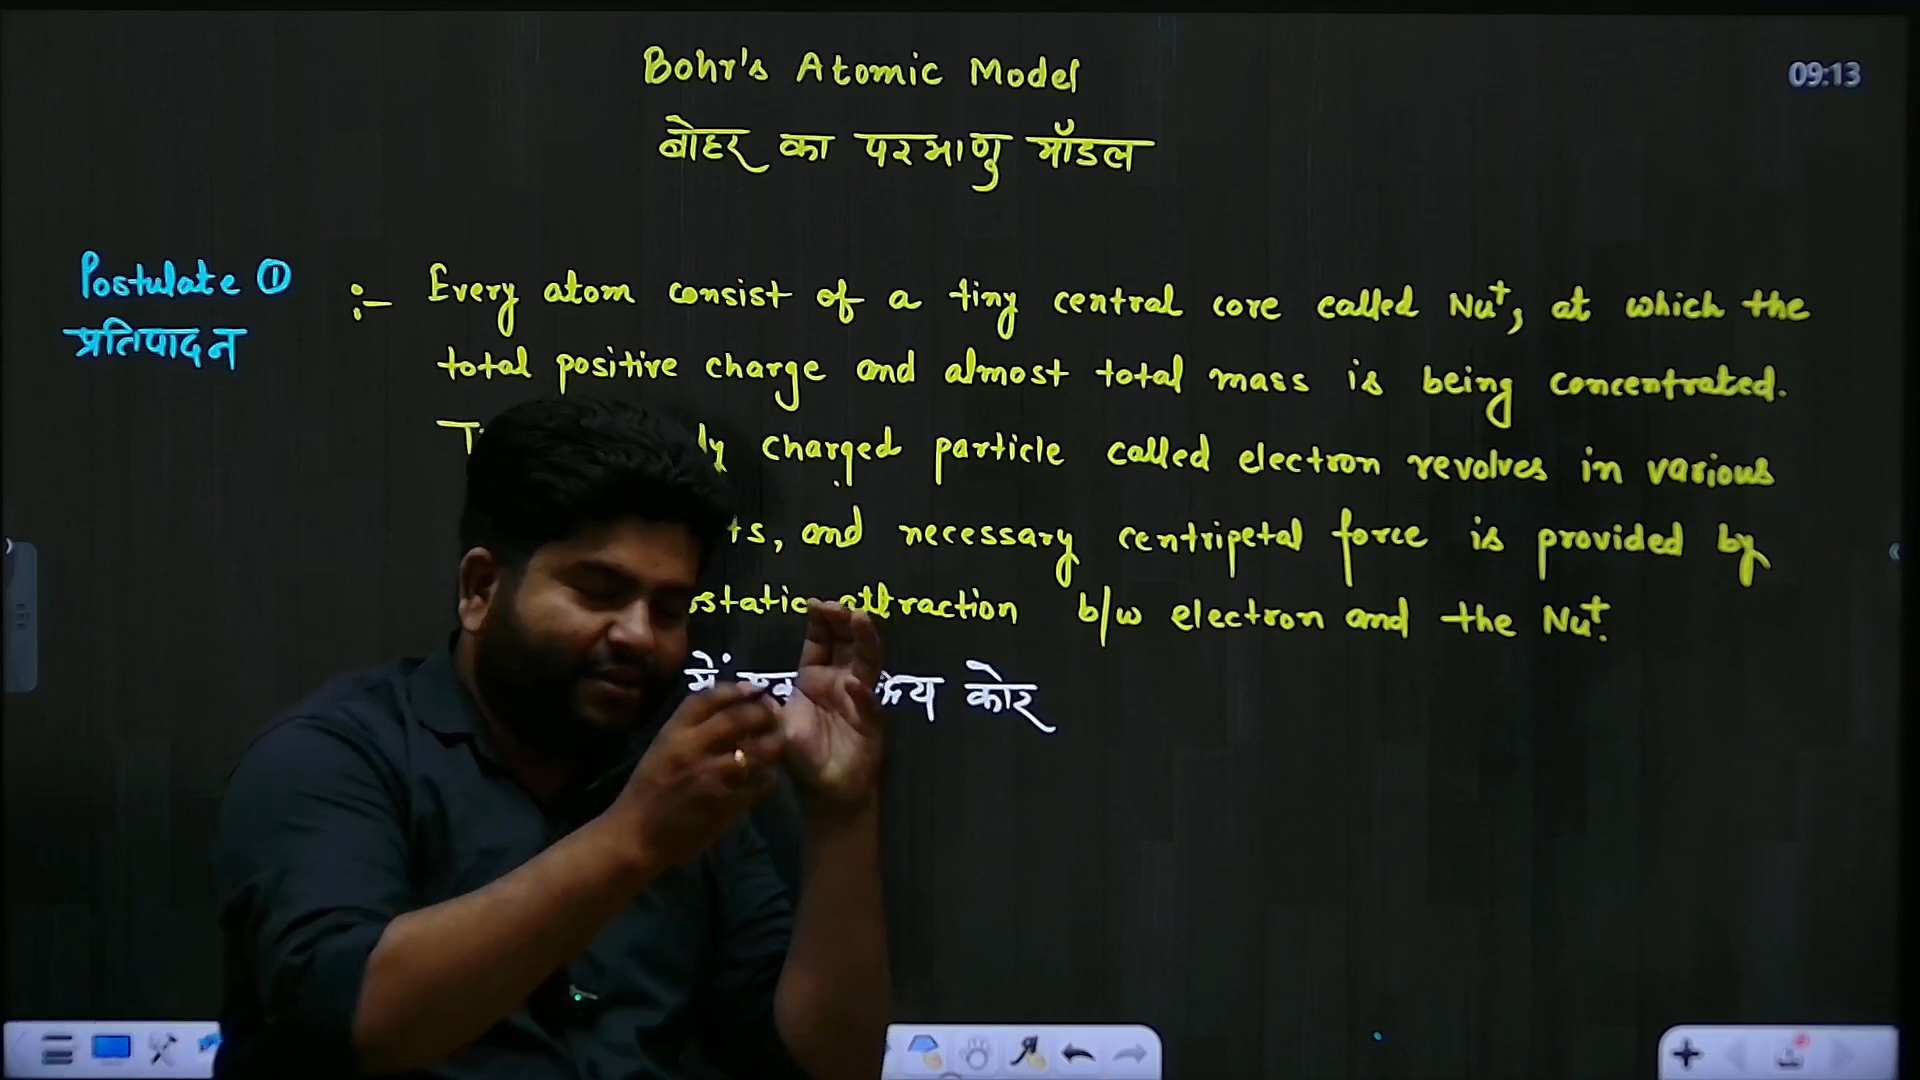 Bohr's Atomic Model
09:13
बोहर का परमाणु मॉडल
Postulate ①
प्रतिपादन
:- Every atom consist of a tiny central core called Nu⁺, at which the
total positive charge and almost total mass is being concentrated.
charged particle called electron revolves in various
and necessary centripetal force is provided by
attraction b/w electron and the Nu⁺.
में कोर